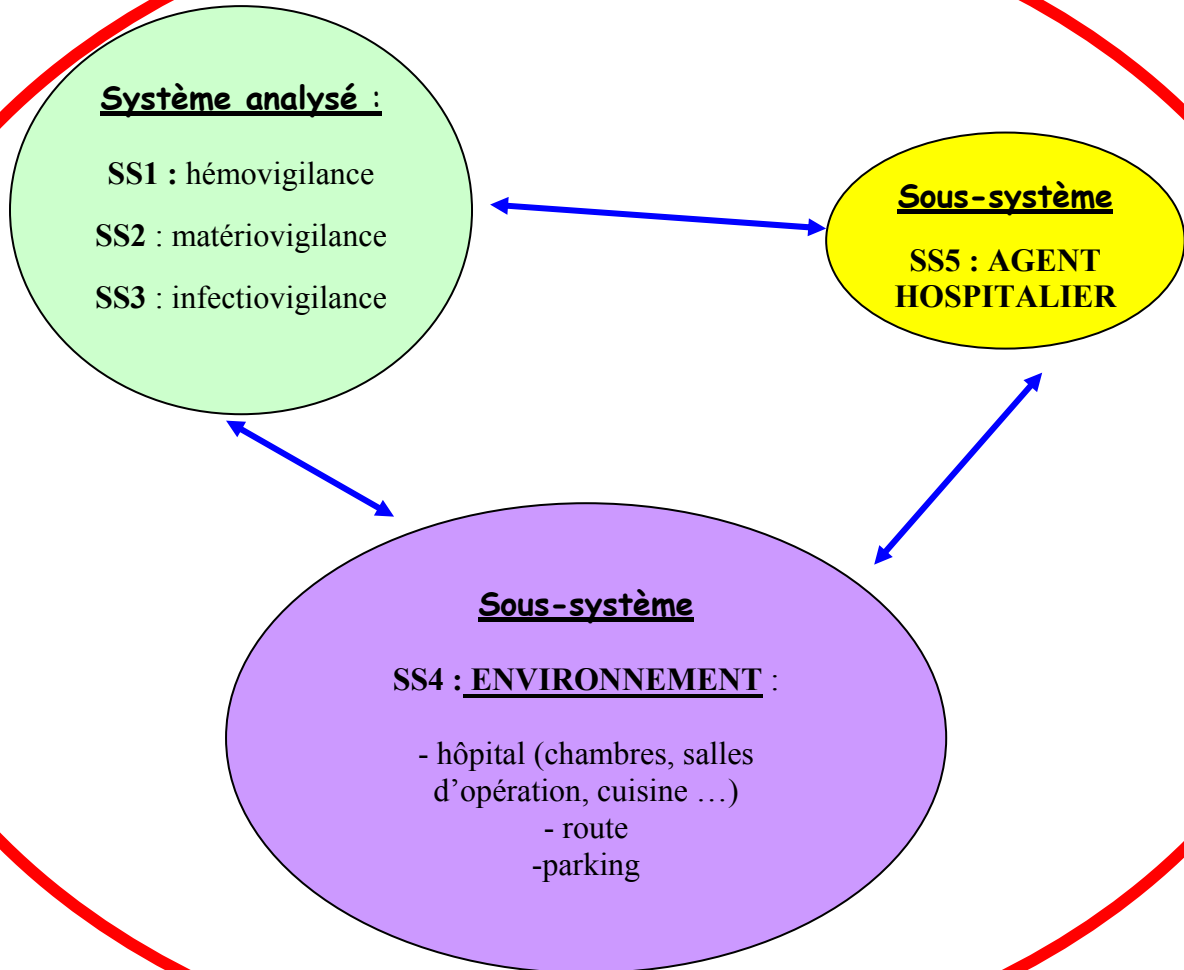 Système analysé :
SS1 : hémovigilance
SS2 : matériovigilance
SS3 : infectiovigilance
Sous-système
SS5 : AGENT
HOSPITALIER
Sous-système
SS4 : ENVIRONNEMENT :
- hôpital (chambres, salles
d’opération, cuisine …)
- route
-parking